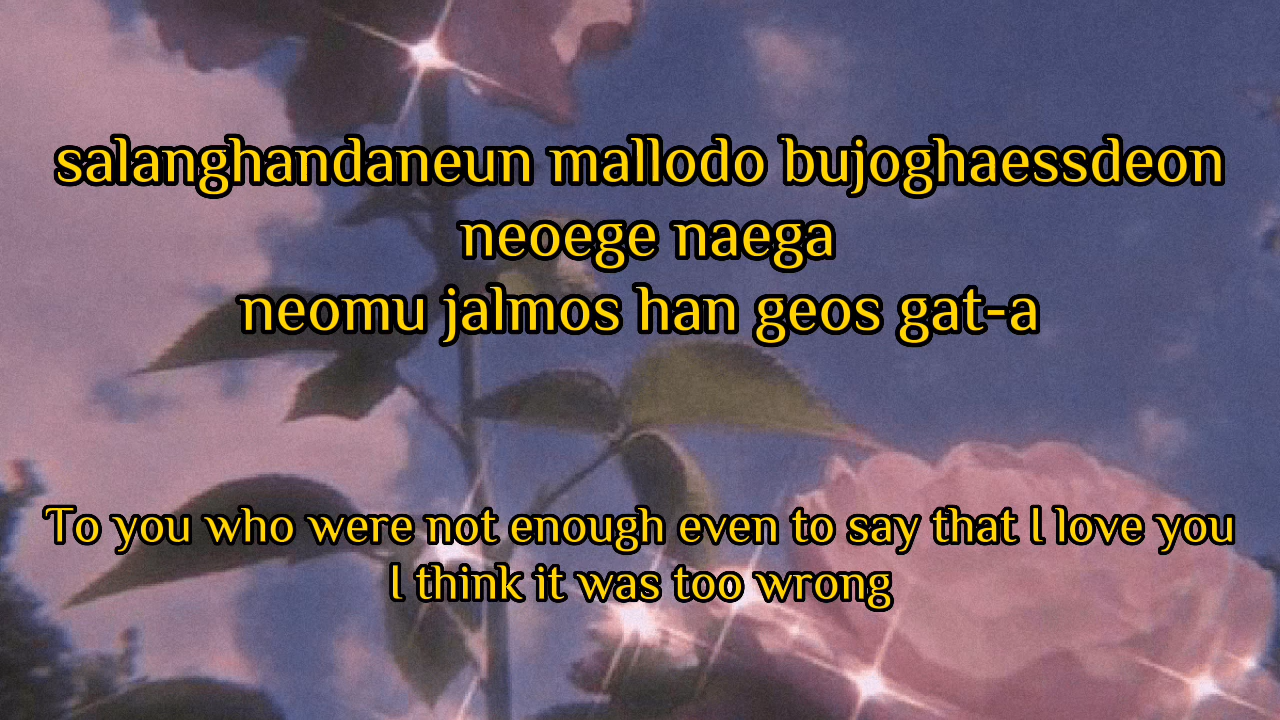 salanghandaneun mallodo bujoghaessdeon
neoege naega
neomu jalmos han geos gat-a
To you who were not enough even to say that I love you
I think it was too wrong